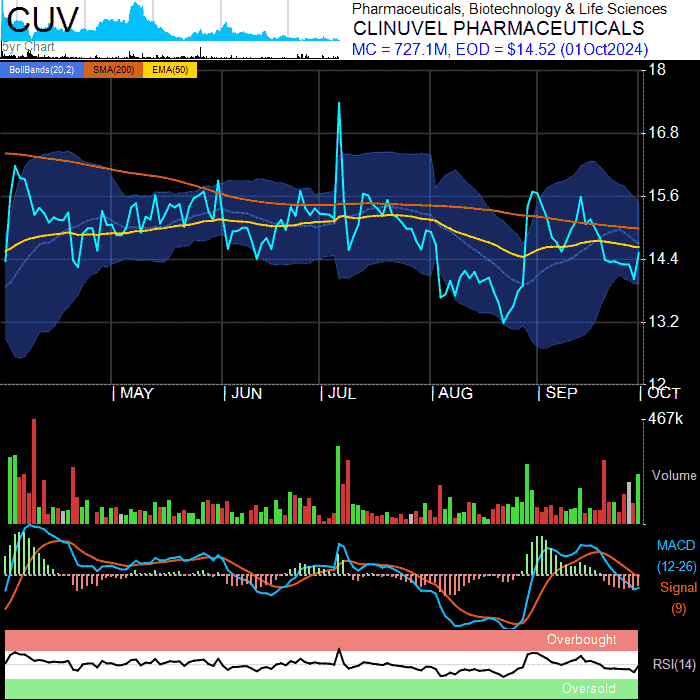 CUV
5yr Chart
Pharmaceuticals, Biotechnology & Life Sciences
CLINUVEL PHARMACEUTICALS
MC = 727.1M, EOD = $14.52 (01Oct2024)
BollBands(20,2) SMA(200) EMA(50)
18
16.8
15.6
14.4
13.2
12
MAY JUN JUL AUG SEP OCT
467k
Volume
MACD
(12-26)
Signal
(9)
Overbought
RSI(14)
Oversold